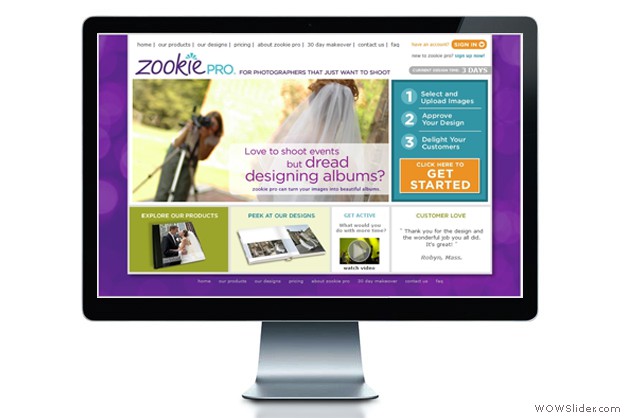 home | our products | our designs | pricing | about zookie pro | 30 day makeover | contact us | faq
have an account? SIGN IN
new to zookie pro? sign up now!
zookie PRO. FOR PHOTOGRAPHERS THAT JUST WANT TO SHOOT
CURRENT DESIGN TIME: 3 DAYS
1 Select and
Upload Images
2 Approve
Your Design
3 Delight Your
Customers
CLICK HERE TO
GET
STARTED
Love to shoot events
but dread
designing albums?
zookie pro can turn your images into beautiful albums.
EXPLORE OUR PRODUCTS
PEEK AT OUR DESIGNS
GET ACTIVE
What would you
do with more time?
watch video
CUSTOMER LOVE
" Thank you for the design and
the wonderful job you all did.
It's great! "
Robyn, Mass.
home our products our designs pricing about zookie pro 30 day makeover contact us faq
WOWSlider.com